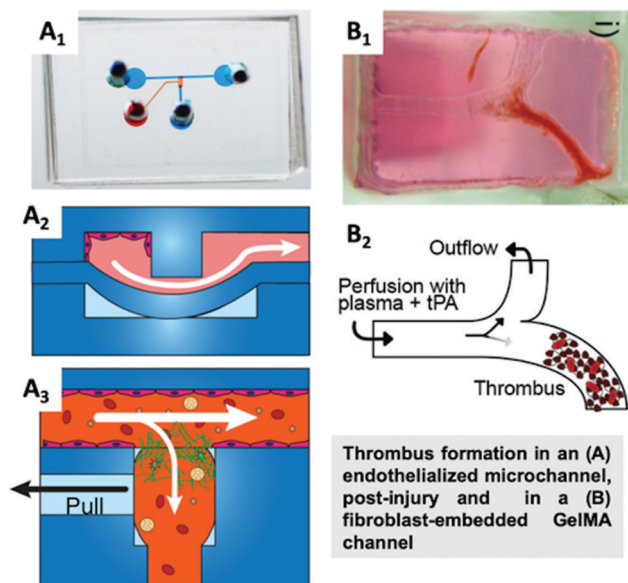 A1
B1
i)
A2
B2
Outflow
Perfusion with
plasma + tPA
Thrombus
A3
Pull
Thrombus formation in an (A)
endothelialized microchannel,
post-injury and in a (B)
fibroblast-embedded GelMA
channel